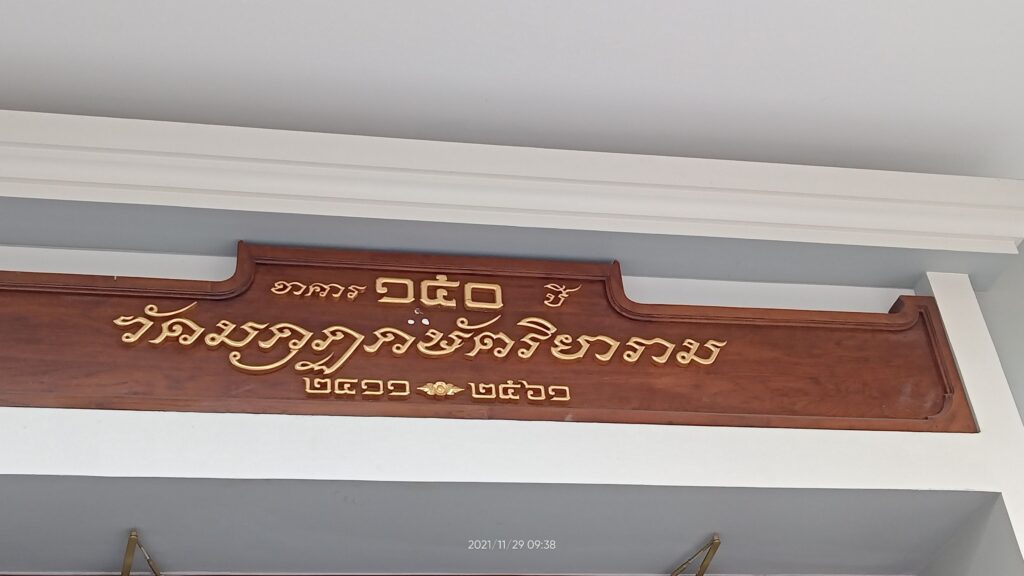 อาคาร ๑๕๐ ปี
วัดมกุฏกษัตริยาราม
๒๔๑๑ ๒๕๖๑
2021/11/29 09:38